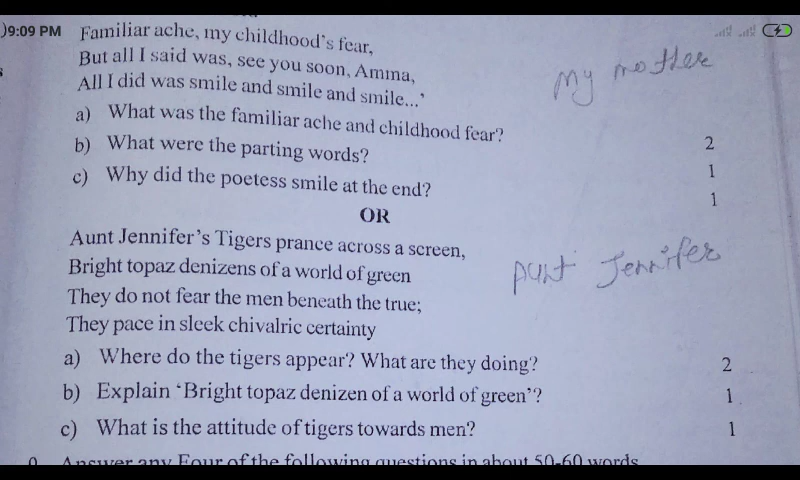 )9:09 PM
Familiar ache, my childhood's fear,
But all I said was, see you soon, Amma,
All I did was smile and smile and smile...'
My mother
a) What was the familiar ache and childhood fear? 2
b) What were the parting words? 1
c) Why did the poetess smile at the end? 1
OR
Aunt Jennifer's Tigers prance across a screen,
Bright topaz denizens of a world of green
Aunt Jennifer
They do not fear the men beneath the true;
They pace in sleek chivalric certainty
a) Where do the tigers appear? What are they doing? 2
b) Explain ‘Bright topaz denizen of a world of green’? 1
c) What is the attitude of tigers towards men? 1
Answer any Four of the following questions in about 50-60 words